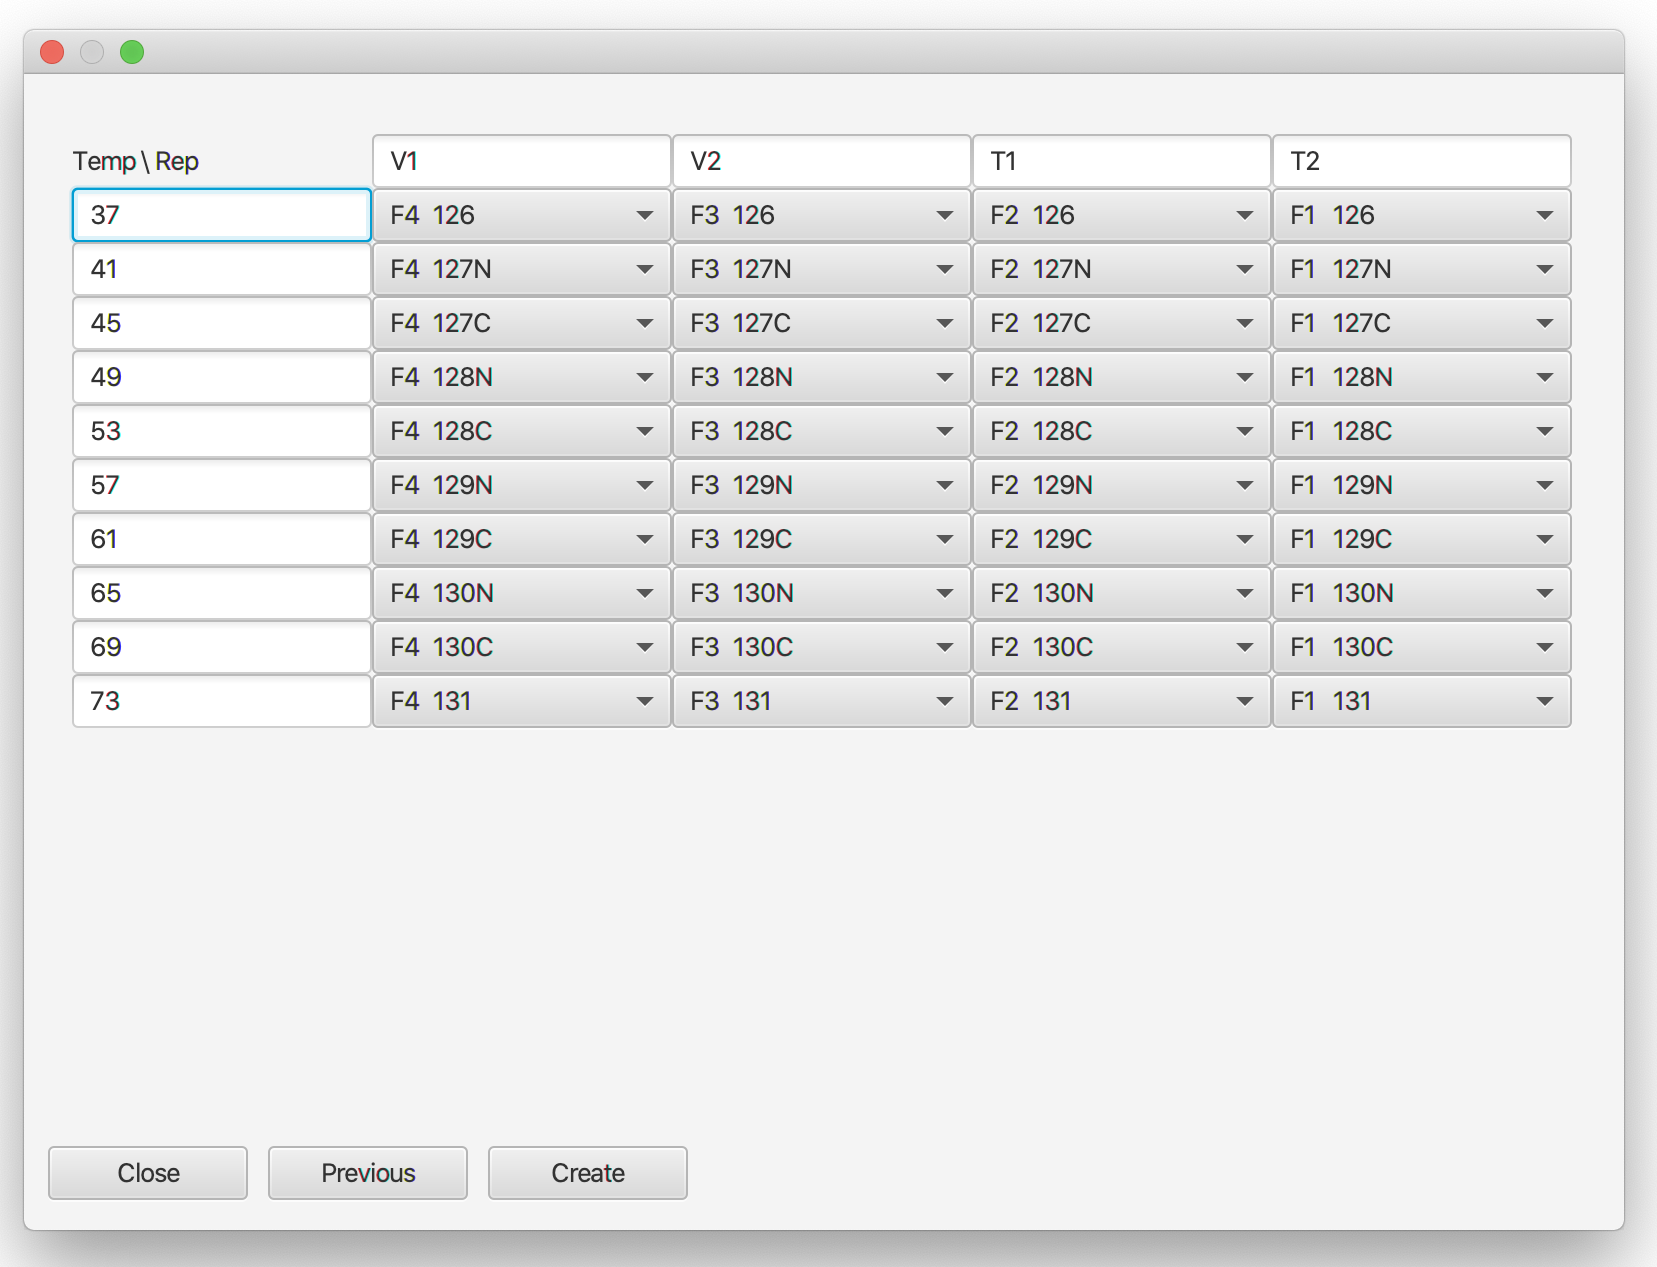 Temp \ Rep V1 V2 T1 T2
37 F4 126 F3 126 F2 126 F1 126
41 F4 127N F3 127N F2 127N F1 127N
45 F4 127C F3 127C F2 127C F1 127C
49 F4 128N F3 128N F2 128N F1 128N
53 F4 128C F3 128C F2 128C F1 128C
57 F4 129N F3 129N F2 129N F1 129N
61 F4 129C F3 129C F2 129C F1 129C
65 F4 130N F3 130N F2 130N F1 130N
69 F4 130C F3 130C F2 130C F1 130C
73 F4 131 F3 131 F2 131 F1 131
Close Previous Create